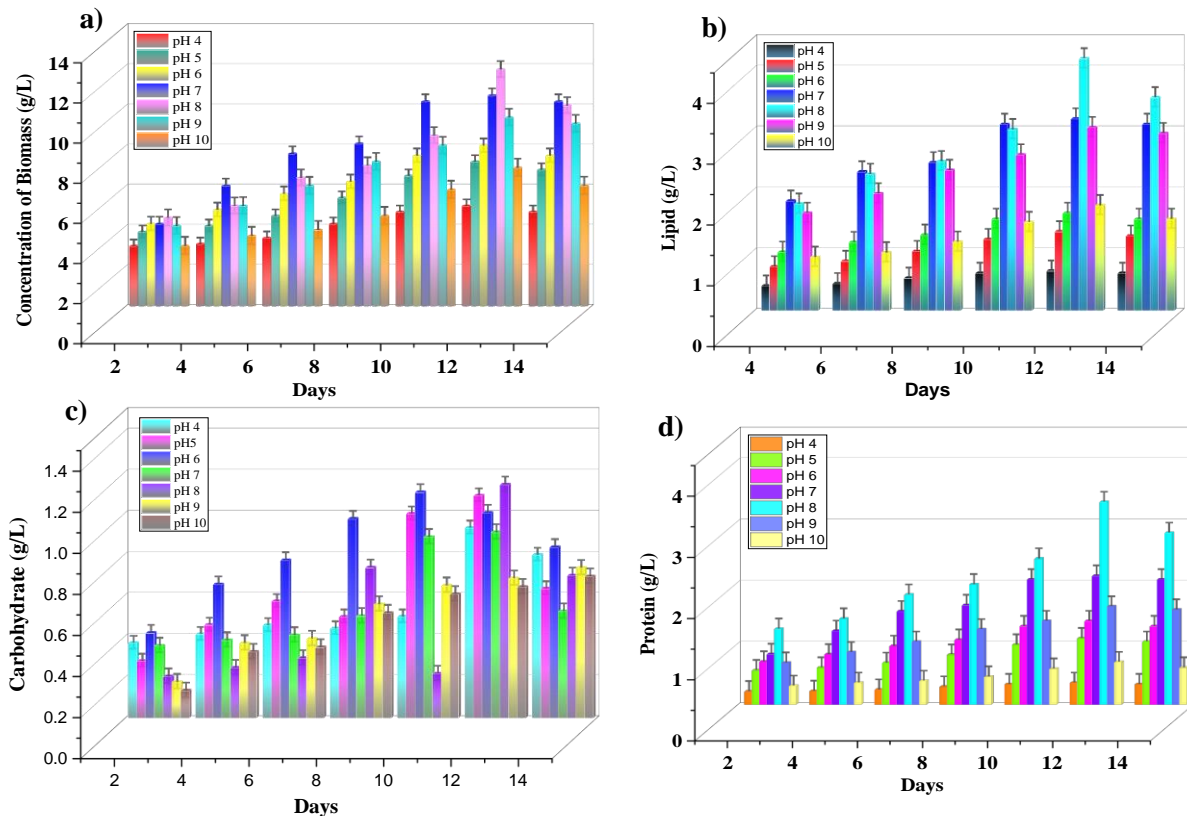 a)
Concentration of Biomass (g/L)
14
12
10
8
6
4
2
0
pH 4
pH 5
pH 6
pH 7
pH 8
pH 9
pH 10
2 4 6 8 10 12 14
Days
b)
Lipid (g/L)
4
3
2
1
0
pH 4
pH 5
pH 6
pH 7
pH 8
pH 9
pH 10
4 6 8 10 12 14
Days
c)
Carbohydrate (g/L)
1.4
1.2
1.0
0.8
0.6
0.4
0.2
0.0
pH 4
pH5
pH 6
pH 7
pH 8
pH 9
pH 10
2 4 6 8 10 12 14
Days
d)
Protein (g/L)
4
3
2
1
0
pH 4
pH 5
pH 6
pH 7
pH 8
pH 9
pH 10
2 4 6 8 10 12 14
Days